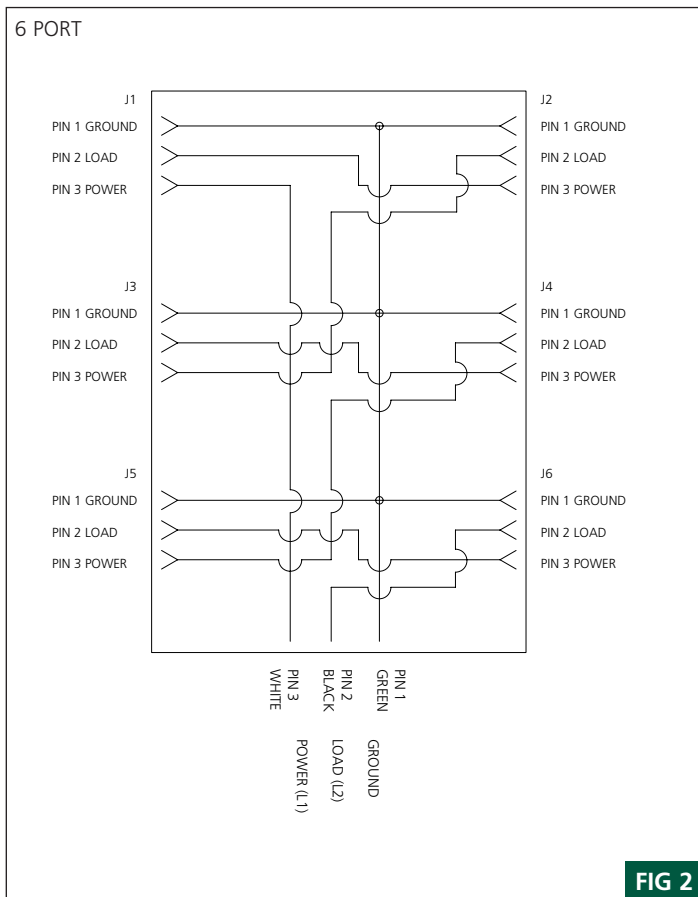 6 PORT
J1
PIN 1 GROUND
PIN 2 LOAD
PIN 3 POWER
J2
PIN 1 GROUND
PIN 2 LOAD
PIN 3 POWER
J3
PIN 1 GROUND
PIN 2 LOAD
PIN 3 POWER
J4
PIN 1 GROUND
PIN 2 LOAD
PIN 3 POWER
J5
PIN 1 GROUND
PIN 2 LOAD
PIN 3 POWER
J6
PIN 1 GROUND
PIN 2 LOAD
PIN 3 POWER
PIN 3
WHITE
POWER (L1)
PIN 2
BLACK
LOAD (L2)
PIN 1
GREEN
GROUND
FIG 2